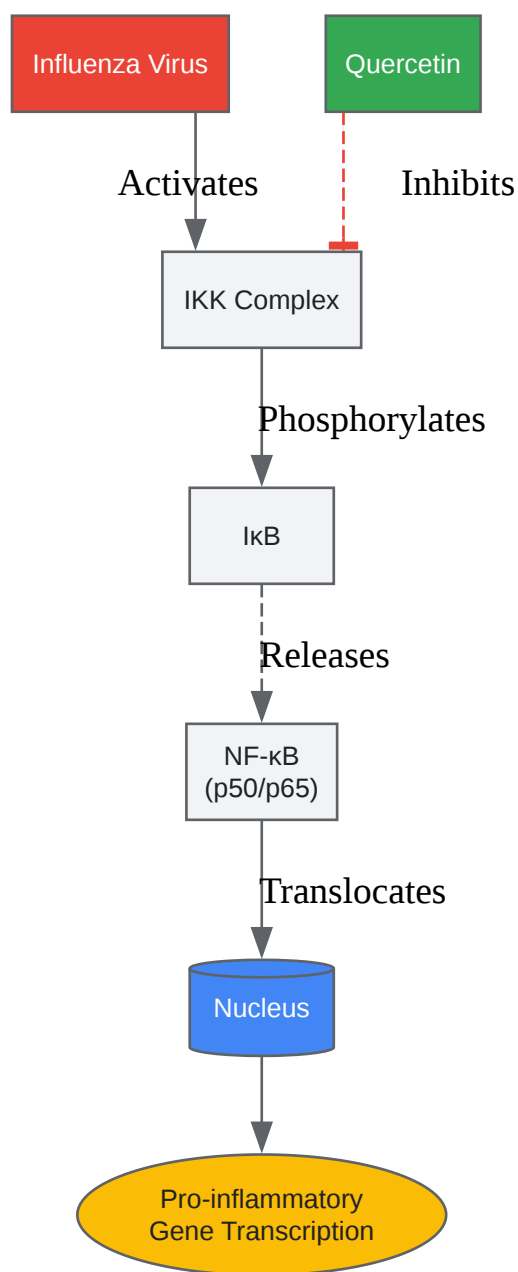 Influenza Virus
Quercetin
Activates
Inhibits
IKK Complex
Phosphorylates
IκB
Releases
NF-κB
(p50/p65)
Translocates
Nucleus
Pro-inflammatory
Gene Transcription